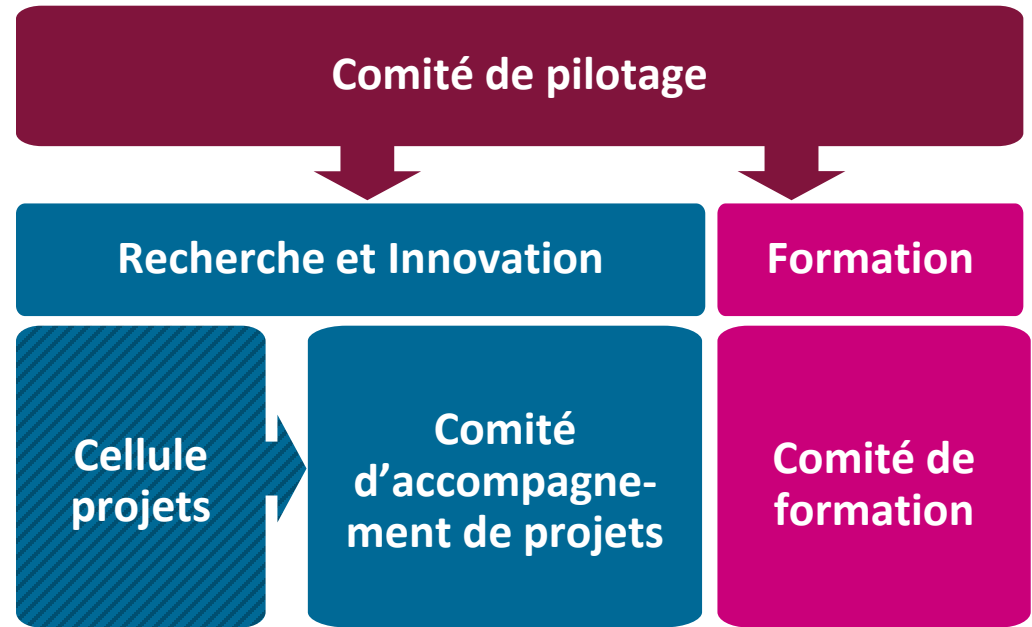 Comité de pilotage
Recherche et Innovation
Formation
Cellule
projets
Comité
d’accompagne-
ment de projets
Comité de
formation